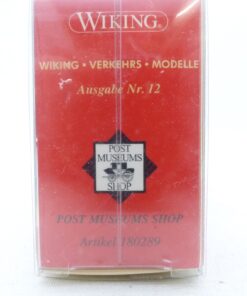 WIKING®
WIKING • VERKEHRS • MODELLE
Ausgabe Nr. 12
POST
MUSEUMS
SHOP
POST MUSEUMS SHOP
Artikel 180289